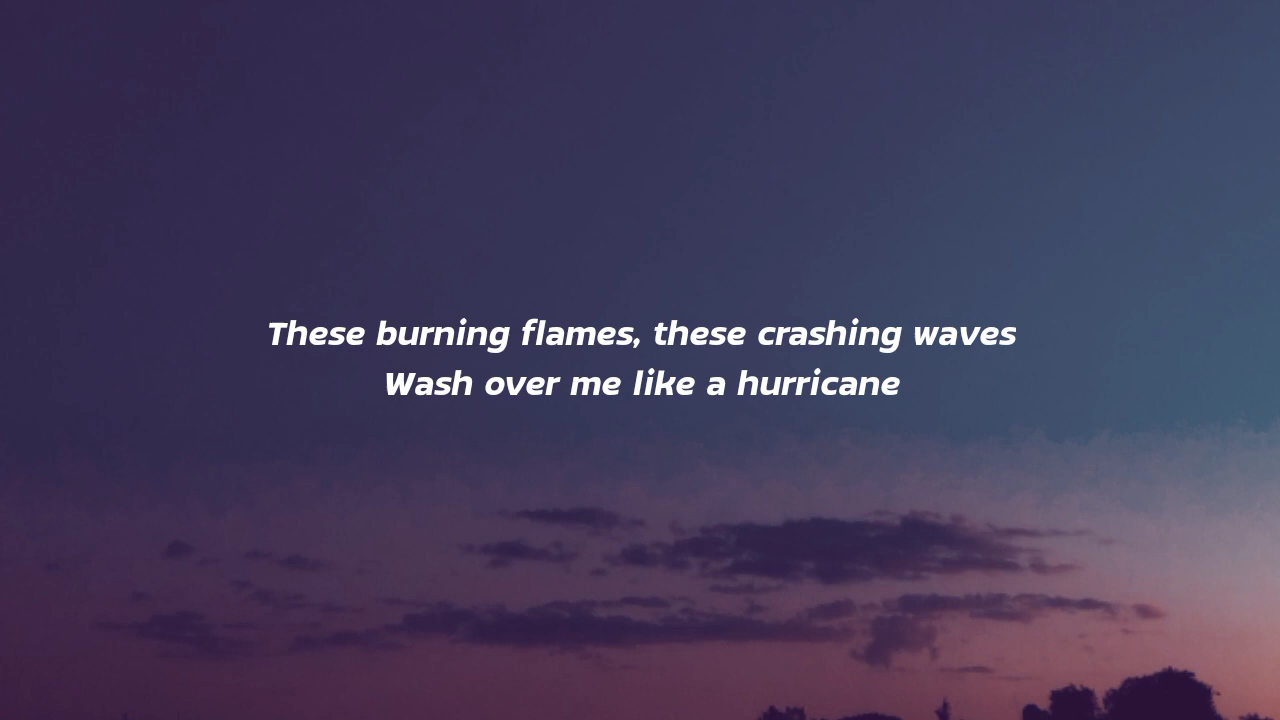 These burning flames, these crashing waves
Wash over me like a hurricane